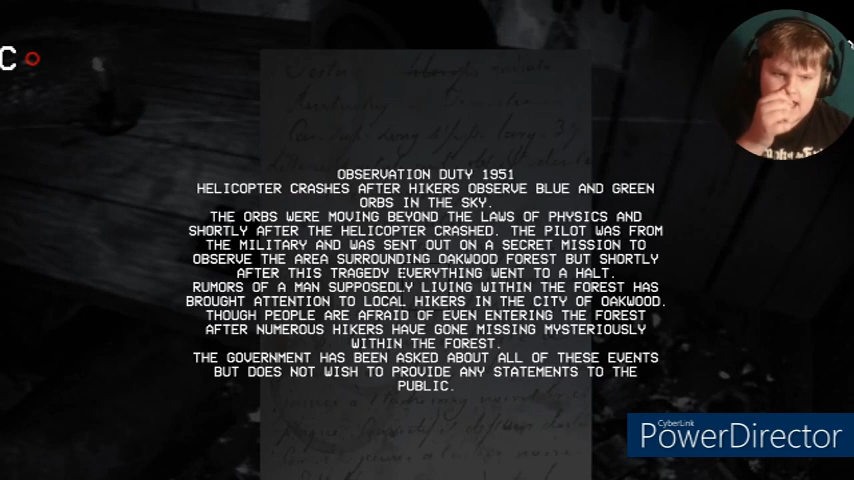 C
OBSERVATION DUTY 1951
HELICOPTER CRASHES AFTER HIKERS OBSERVE BLUE AND GREEN
ORBS IN THE SKY.
THE ORBS WERE MOVING BEYOND THE LAWS OF PHYSICS AND
SHORTLY AFTER THE HELICOPTER CRASHED. THE PILOT WAS FROM
THE MILITARY AND WAS SENT OUT ON A SECRET MISSION TO
OBSERVE THE AREA SURROUNDING OAKWOOD FOREST BUT SHORTLY
AFTER THIS TRAGEDY EVERYTHING WENT TO A HALT.
RUMORS OF A MAN SUPPOSEDLY LIVING WITHIN THE FOREST HAS
BROUGHT ATTENTION TO LOCAL HIKERS IN THE CITY OF OAKWOOD.
THOUGH PEOPLE ARE AFRAID OF EVEN ENTERING THE FOREST
AFTER NUMEROUS HIKERS HAVE GONE MISSING MYSTERIOUSLY
WITHIN THE FOREST.
THE GOVERNMENT HAS BEEN ASKED ABOUT ALL OF THESE EVENTS
BUT DOES NOT WISH TO PROVIDE ANY STATEMENTS TO THE
PUBLIC.
CyberLink
PowerDirector